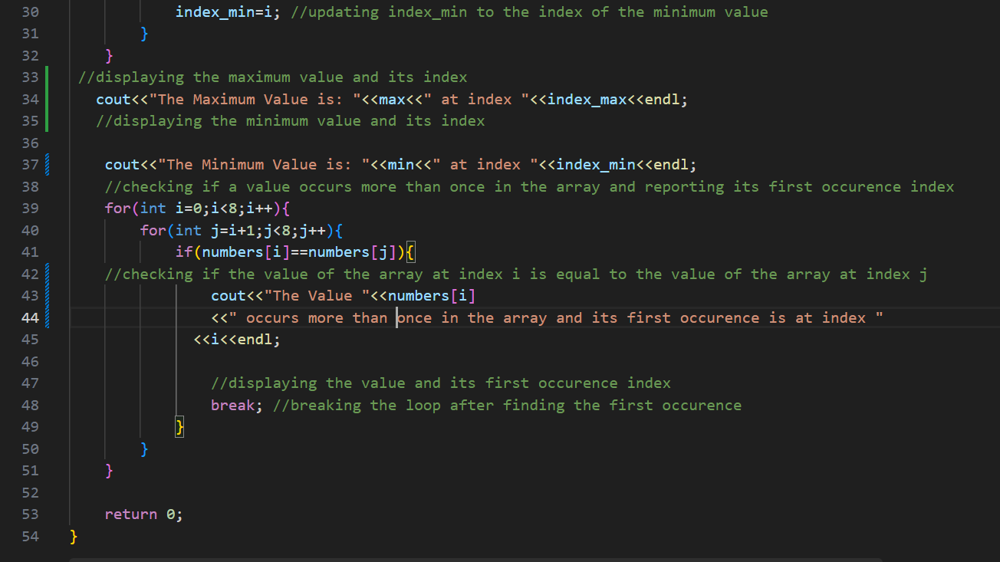 30 index_min=i; //updating index_min to the index of the minimum value
31 }
32 }
33 //displaying the maximum value and its index
34 cout<<"The Maximum Value is: "<<max<<" at index "<<index_max<<endl;
35 //displaying the minimum value and its index
36
37 cout<<"The Minimum Value is: "<<min<<" at index "<<index_min<<endl;
38 //checking if a value occurs more than once in the array and reporting its first occurence index
39 for(int i=0;i<8;i++){
40 for(int j=i+1;j<8;j++){
41 if(numbers[i]==numbers[j]){
42 //checking if the value of the array at index i is equal to the value of the array at index j
43 cout<<"The Value "<<numbers[i]
44 <<" occurs more than once in the array and its first occurence is at index "
45 <<i<<endl;
46
47 //displaying the value and its first occurence index
48 break; //breaking the loop after finding the first occurence
49 }
50 }
51 }
52
53 return 0;
54 }